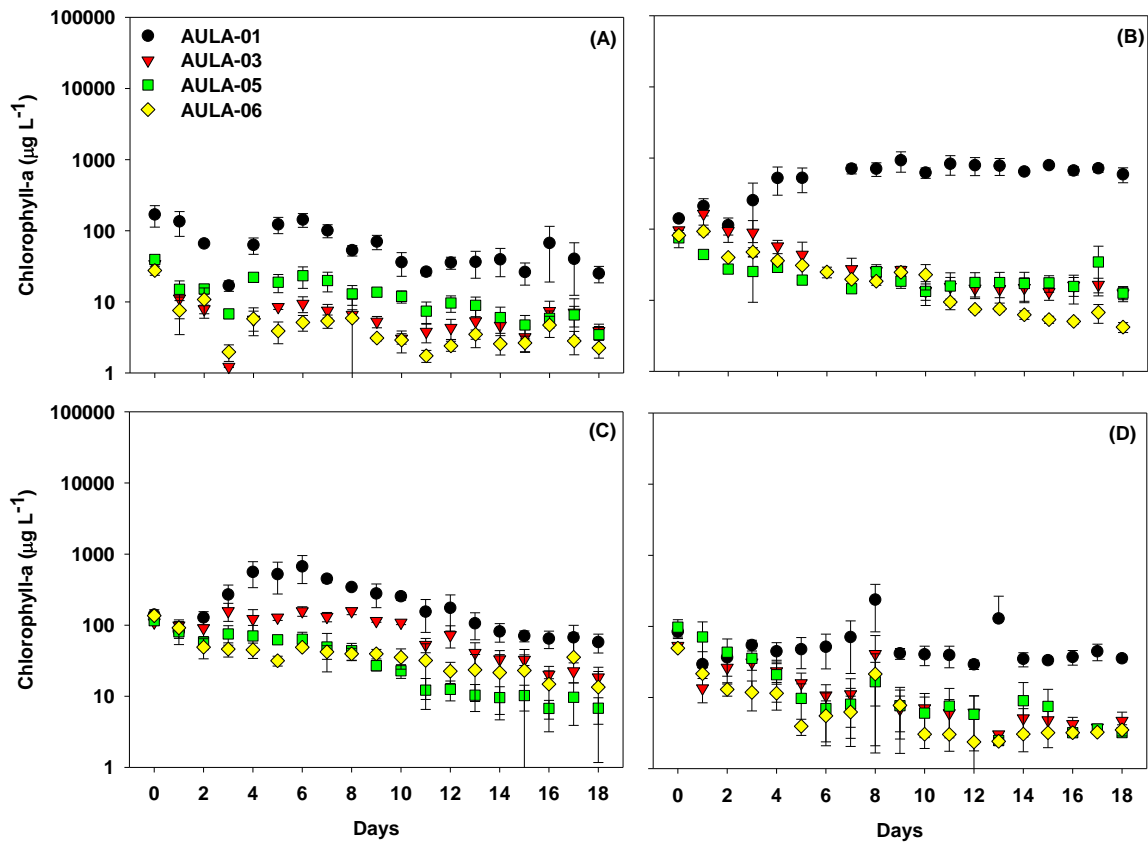 100000
10000
1000
100
10
1
Chlorophyll-a (µg L-1)
AULA-01
AULA-03
AULA-05
AULA-06
(A)
(B)
100000
10000
1000
100
10
1
Chlorophyll-a (µg L-1)
(C)
(D)
0 2 4 6 8 10 12 14 16 18
0 2 4 6 8 10 12 14 16 18
Days
Days